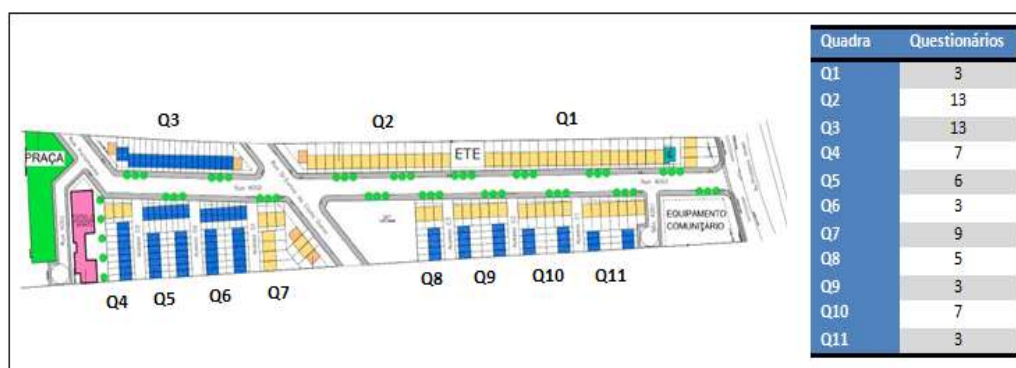 Q3
Q2
Q1
PRAÇA
ETE
EQUIPAMENTO
COMUNITÁRIO
Q4
Q5
Q6
Q7
Q8
Q9
Q10
Q11
Quadra Questionários
Q1 3
Q2 13
Q3 13
Q4 7
Q5 6
Q6 3
Q7 9
Q8 5
Q9 3
Q10 7
Q11 3